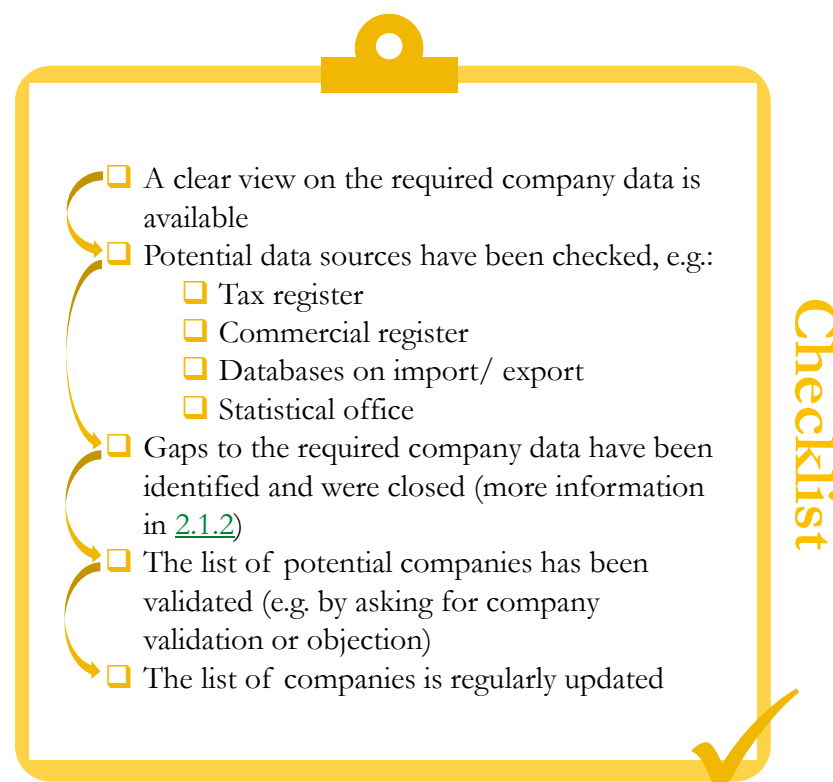 A clear view on the required company data is
available
Potential data sources have been checked, e.g.:
Tax register
Commercial register
Databases on import/ export
Statistical office
Gaps to the required company data have been
identified and were closed (more information
in 2.1.2)
The list of potential companies has been
validated (e.g. by asking for company
validation or objection)
The list of companies is regularly updated
Checklist